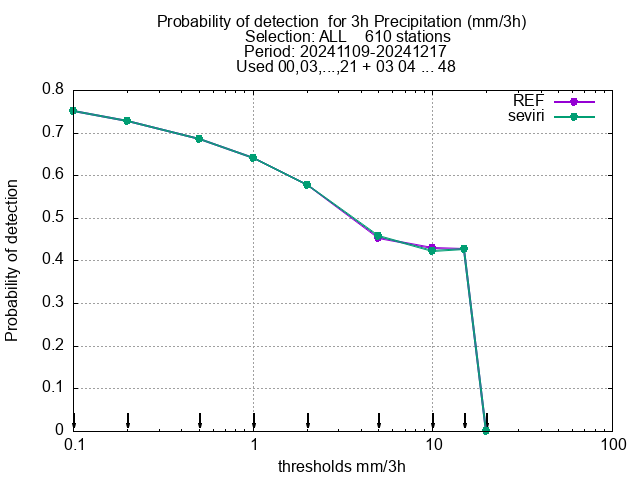 Probability of detection  for 3h Precipitation (mm/3h)
Selection: ALL    610 stations
Period: 20241109-20241217
Used 00,03,...,21 + 03 04 ... 48
REF
seviri
0.8
0.7
0.6
0.5
0.4
0.3
0.2
0.1
0
Probability of detection
0.1 1 10 100
thresholds mm/3h